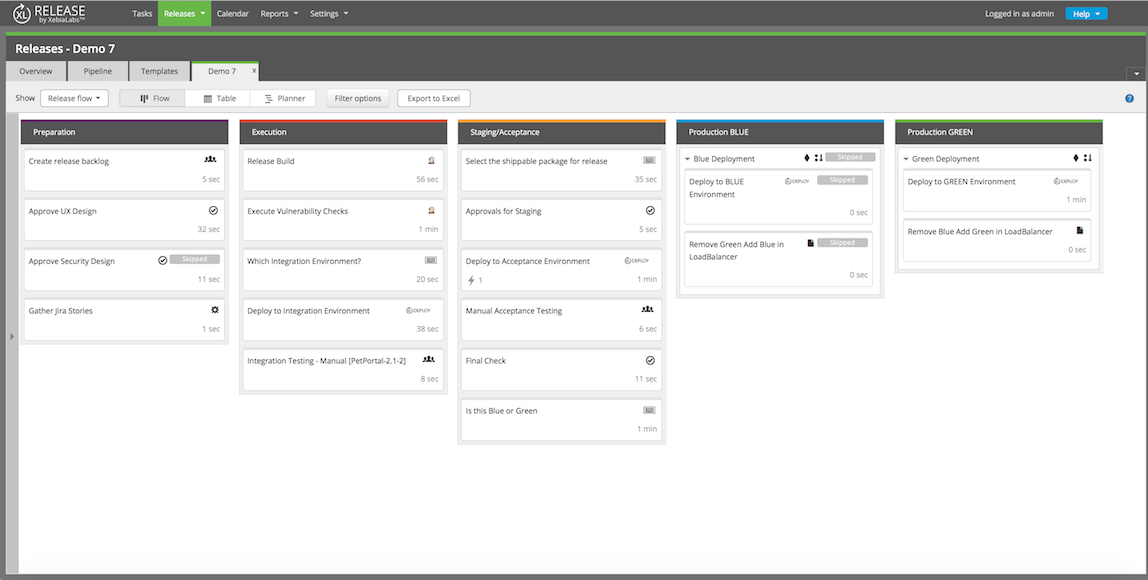 XL RELEASE
by XebiaLabs™
Tasks Releases Calendar Reports Settings
Logged in as admin Help
Releases - Demo 7
Overview Pipeline Templates Demo 7 x
Show Release flow Flow Table Planner Filter options Export to Excel ?
Preparation
Create release backlog
5 sec
Approve UX Design
32 sec
Approve Security Design Skipped
11 sec
Gather Jira Stories
1 sec
Execution
Release Build
56 sec
Execute Vulnerability Checks
1 min
Which Integration Environment?
20 sec
Deploy to Integration Environment DEPLOY
38 sec
Integration Testing - Manual [PetPortal-2.1-2]
8 sec
Staging/Acceptance
Select the shippable package for release
35 sec
Approvals for Staging
5 sec
Deploy to Acceptance Environment DEPLOY
1 1 min
Manual Acceptance Testing
6 sec
Final Check
11 sec
Is this Blue or Green
1 min
Production BLUE
Blue Deployment Skipped
Deploy to BLUE DEPLOY Skipped
Environment
0 sec
Remove Green Add Blue in Skipped
LoadBalancer
0 sec
Production GREEN
Green Deployment
Deploy to GREEN Environment DEPLOY
1 min
Remove Blue Add Green in LoadBalancer
0 sec